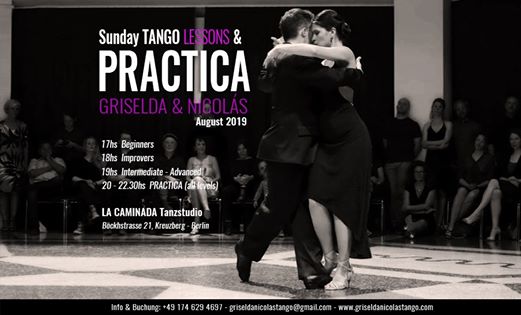 Sunday TANGO LESSONS &
PRACTICA
GRISELDA & NICOLÁS
August 2019
17hs Beginners
18hs Improvers
19hs Intermediate - Advanced
20 - 22.30hs PRACTICA (all levels)
LA CAMINADA Tanzstudio
Böckhstrasse 21, Kreuzberg - Berlin
Info & Buchung: +49 174 629 4697 - griseldanicolastango@gmail.com - www.griseldanicolastango.com